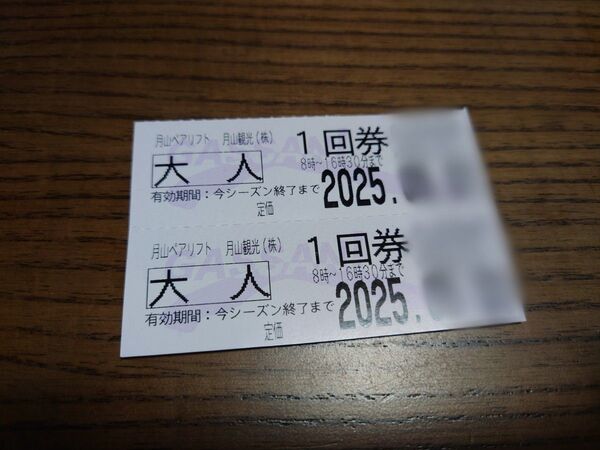 月山ペアリフト 月山観光(株) 1回券
大人 8時~16時30分まで
有効期間:今シーズン終了まで 2025.
定価
月山ペアリフト 月山観光(株) 1回券
大人 8時~16時30分まで
有効期間:今シーズン終了まで 2025.
定価